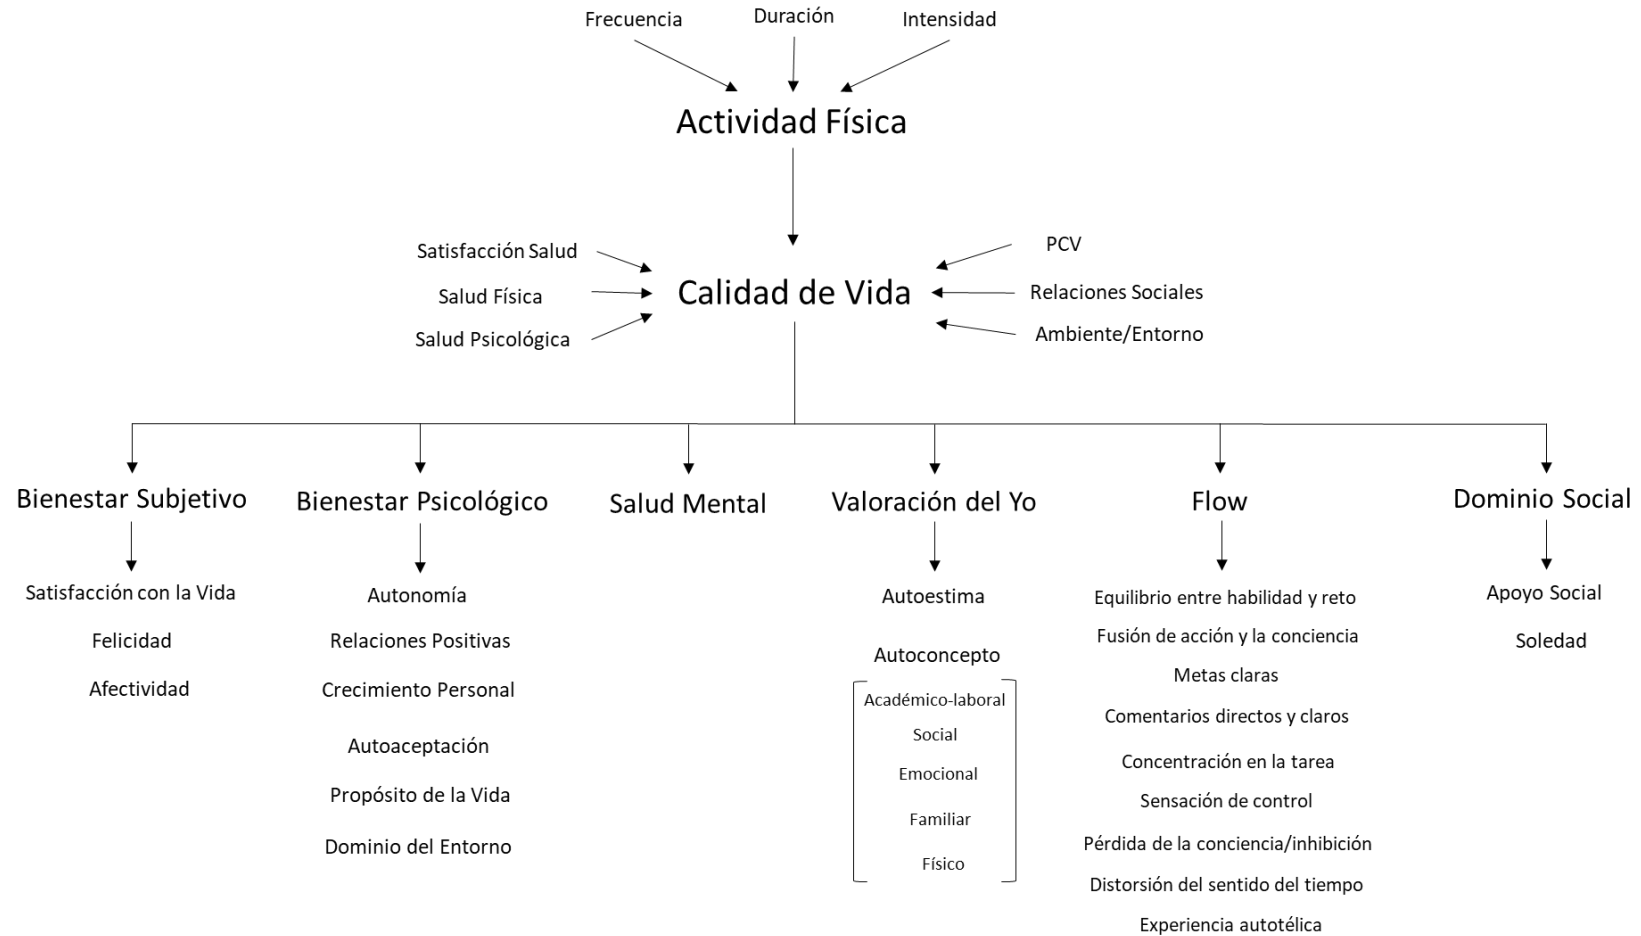 Frecuencia
Duración
Intensidad
Actividad Física
Satisfacción Salud
Salud Física
Salud Psicológica
Calidad de Vida
PCV
Relaciones Sociales
Ambiente/Entorno
Bienestar Subjetivo
Satisfacción con la Vida
Felicidad
Afectividad
Bienestar Psicológico
Autonomía
Relaciones Positivas
Crecimiento Personal
Autoaceptación
Propósito de la Vida
Dominio del Entorno
Salud Mental
Valoración del Yo
Autoestima
Autoconcepto
Académico-laboral
Social
Emocional
Familiar
Físico
Flow
Equilibrio entre habilidad y reto
Fusión de acción y la conciencia
Metas claras
Comentarios directos y claros
Concentración en la tarea
Sensación de control
Pérdida de la conciencia/inhibición
Distorsión del sentido del tiempo
Experiencia autotélica
Dominio Social
Apoyo Social
Soledad